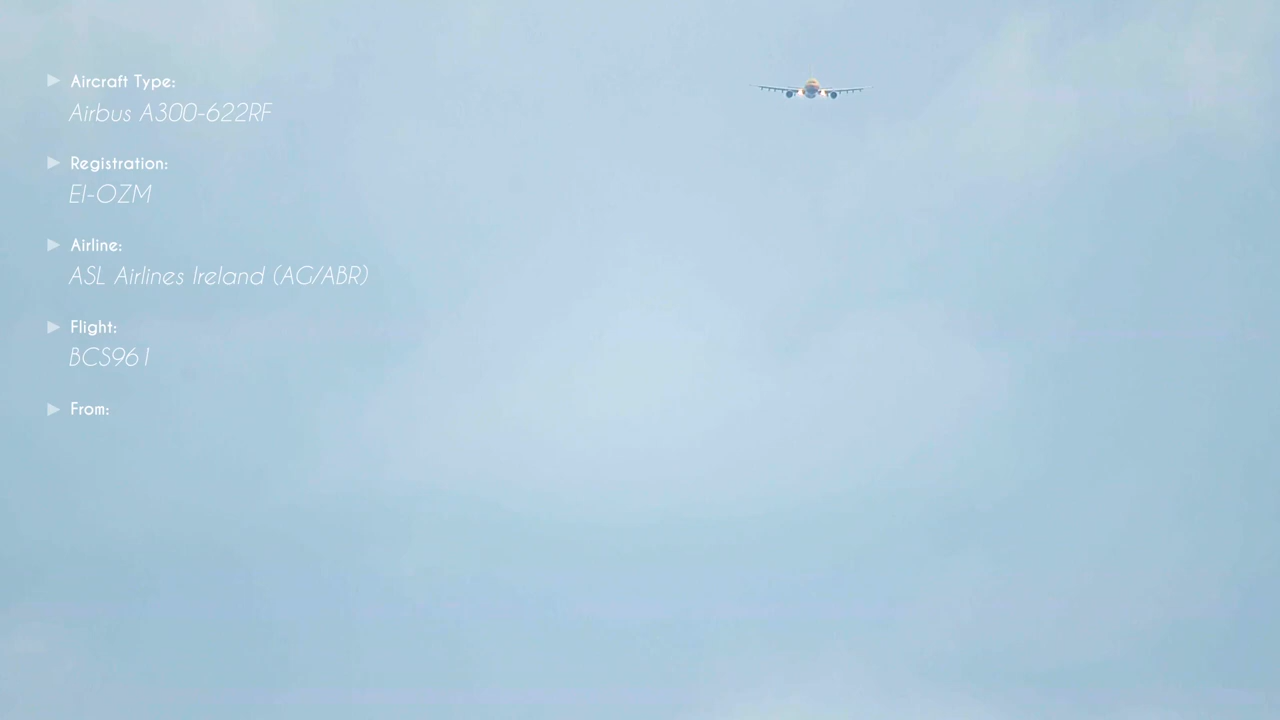 Aircraft Type:
Airbus A300-622RF
Registration:
EI-OZM
Airline:
ASL Airlines Ireland (AG/ABR)
Flight:
BCS961
From: